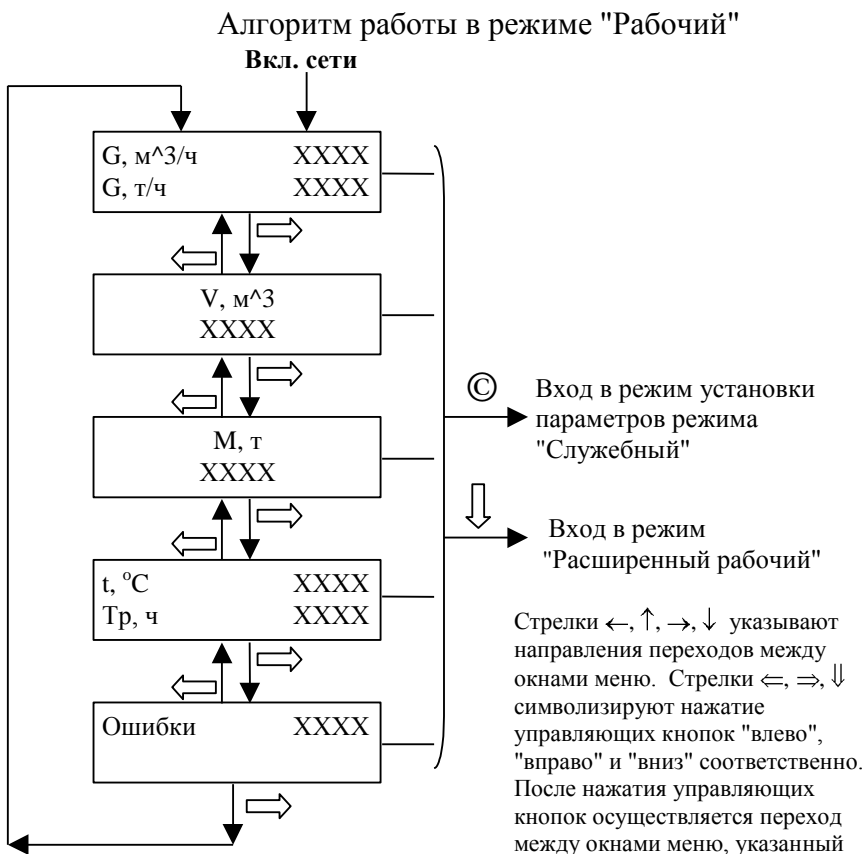 Алгоритм работы в режиме "Рабочий"
Вкл. сети
G, м^3/ч XXXX
G, т/ч XXXX
V, м^3
XXXX
M, т
XXXX
t, °C XXXX
Тр, ч XXXX
Ошибки XXXX
© Вход в режим установки
параметров режима
"Служебный"
Вход в режим
"Расширенный рабочий"
Стрелки ←, ↑, →, ↓ указывают
направления переходов между
окнами меню. Стрелки ⇐, ⇒, ⇓
символизируют нажатие
управляющих кнопок "влево",
"вправо" и "вниз" соответственно.
После нажатия управляющих
кнопок осуществляется переход
между окнами меню, указанный